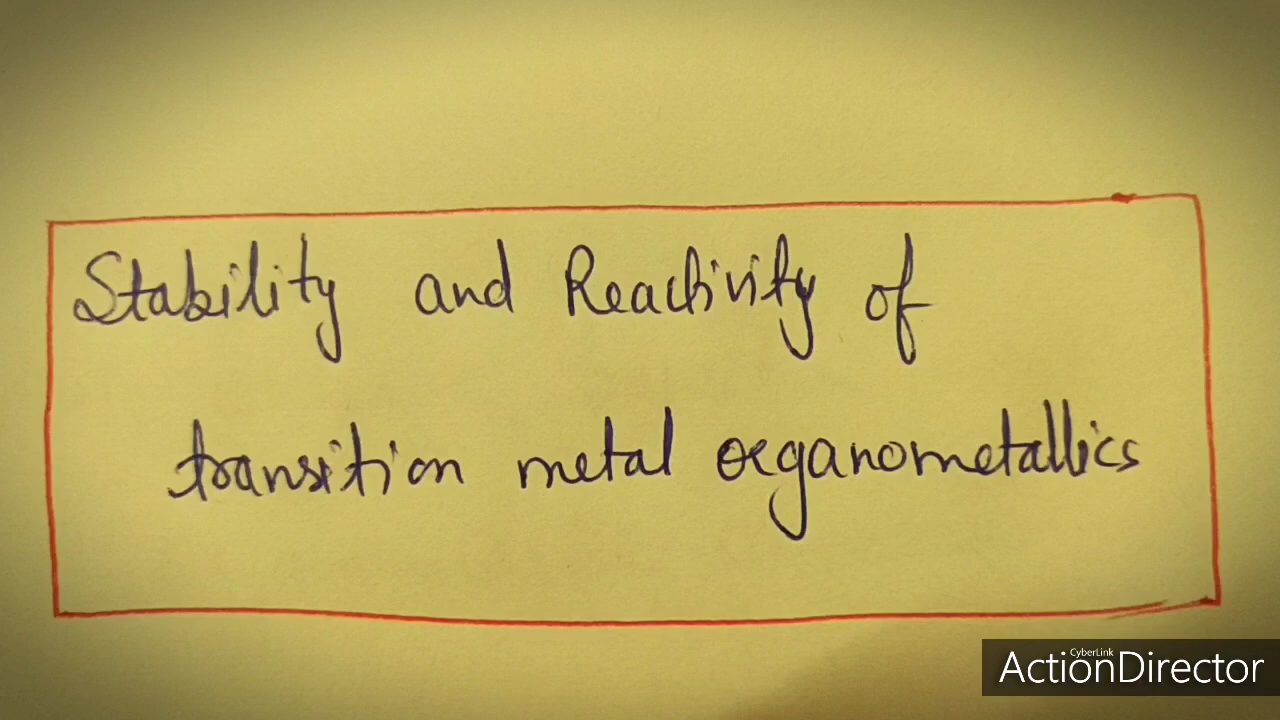 Stability and Reactivity of
transition metal organometallics
CyberLink
ActionDirector